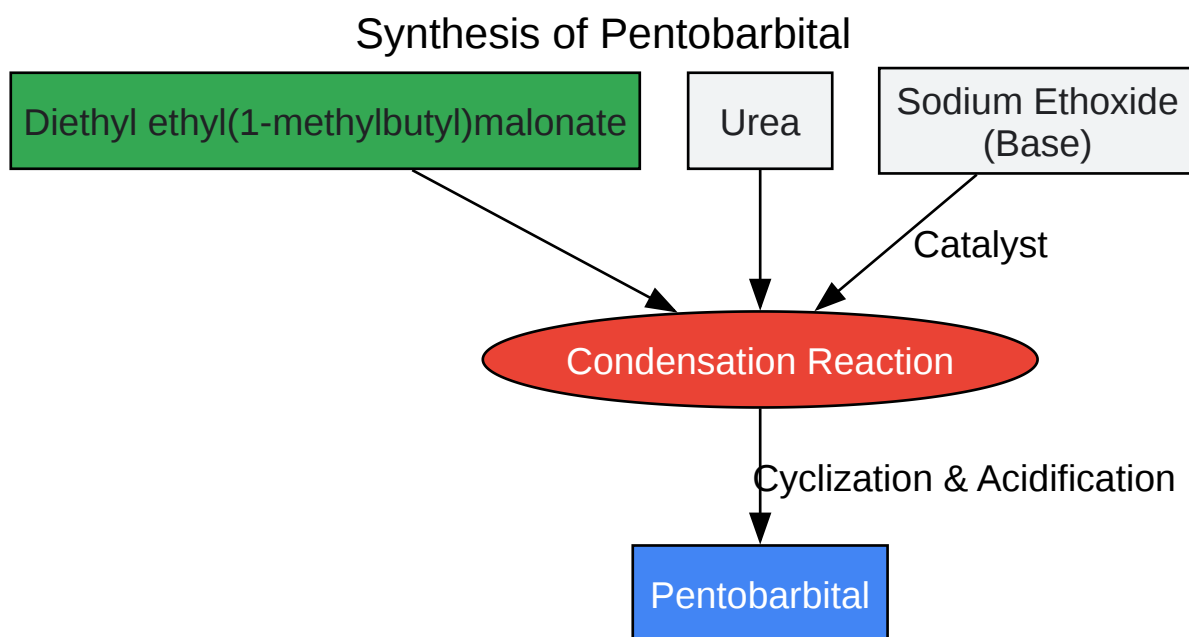 Synthesis of Pentobarbital
Diethyl ethyl(1-methylbutyl)malonate
Urea
Sodium Ethoxide
(Base)
Catalyst
Condensation Reaction
Cyclization & Acidification
Pentobarbital